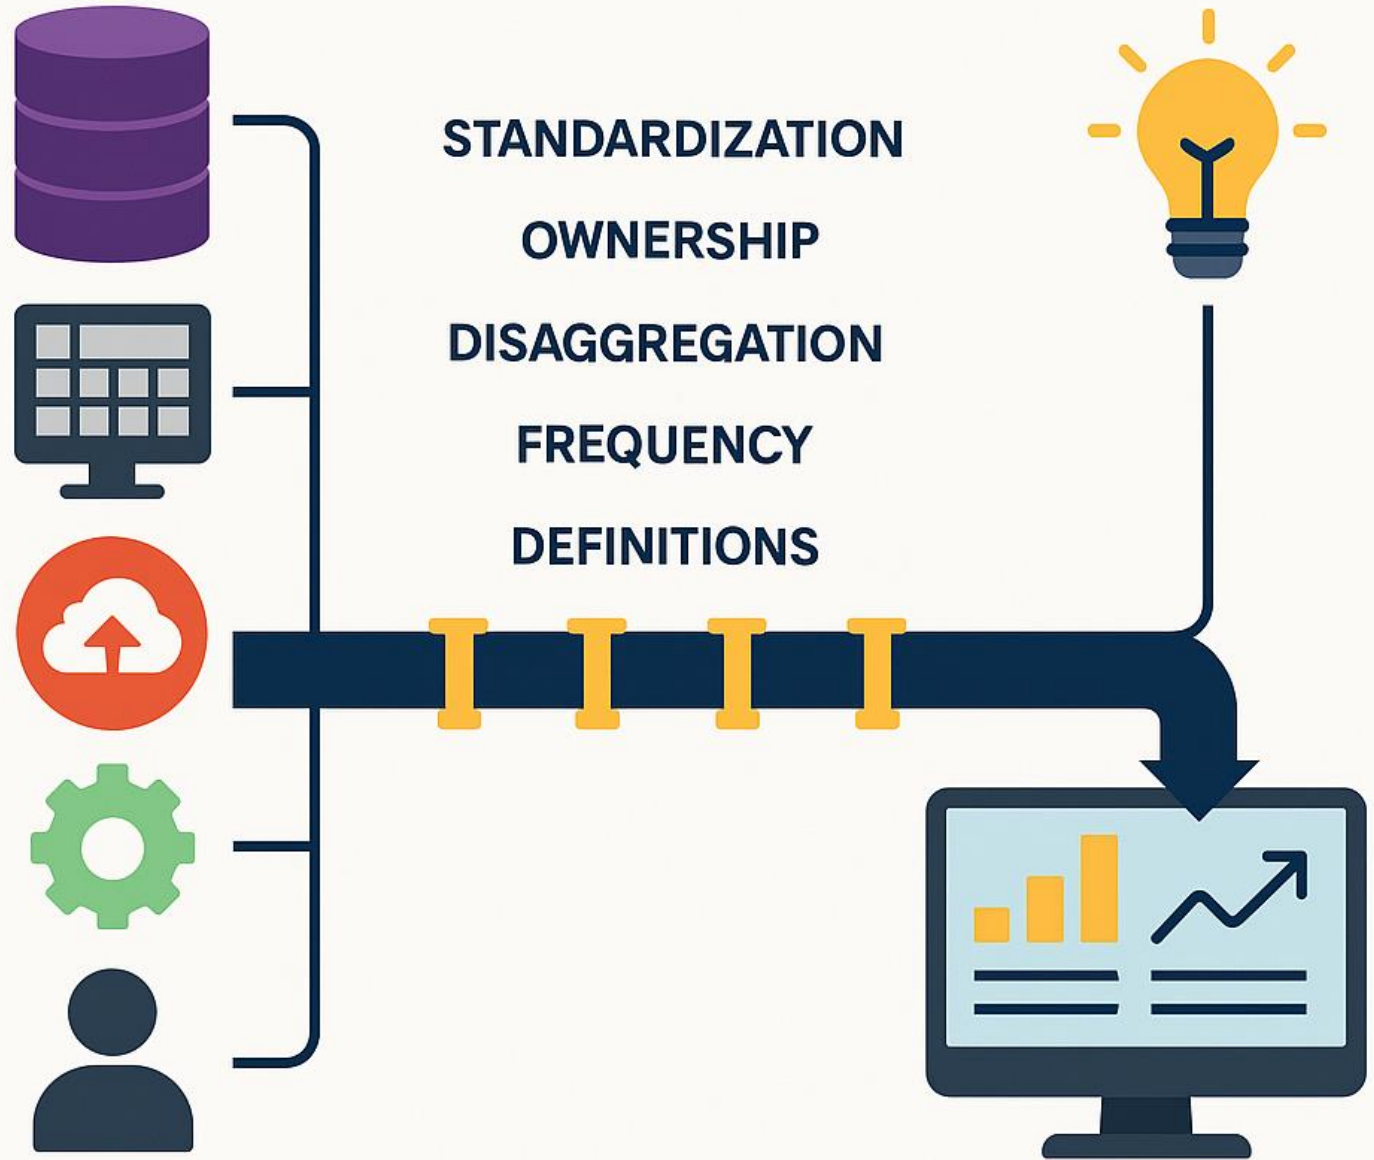 STANDARDIZATION
OWNERSHIP
DISAGGREGATION
FREQUENCY
DEFINITIONS